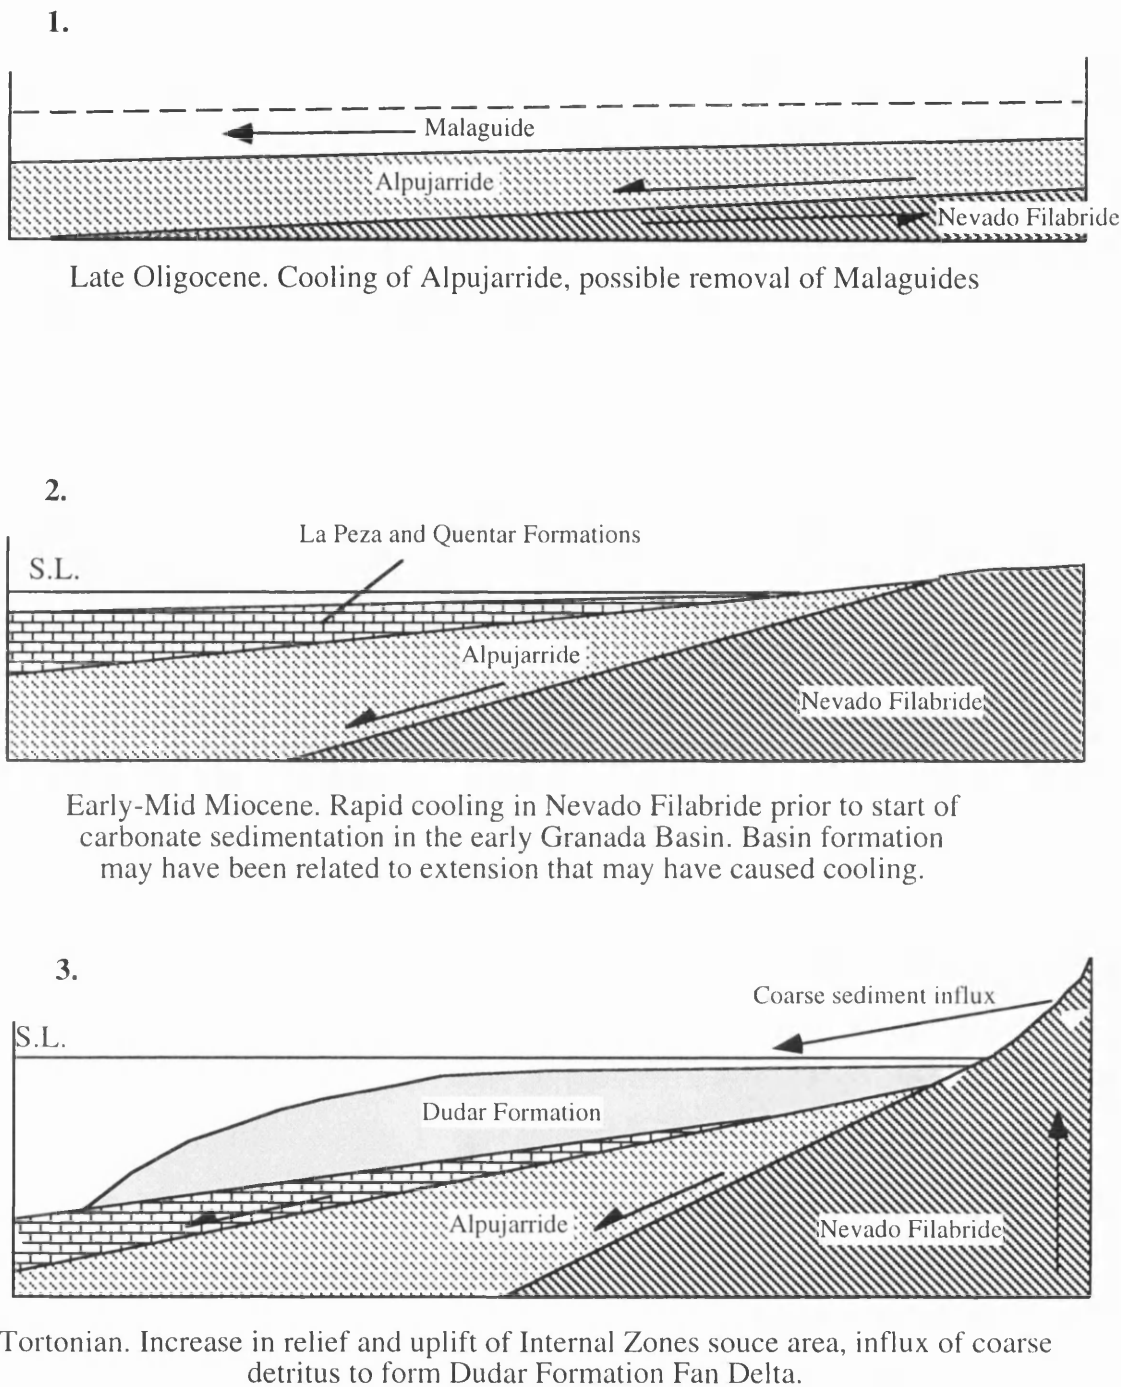 1.
Malaguide
Alpujarride
Nevado Filabride
Late Oligocene. Cooling of Alpujarride, possible removal of Malaguides
2.
La Peza and Quentar Formations
S.L.
Alpujarride
Nevado Filabride
Early-Mid Miocene. Rapid cooling in Nevado Filabride prior to start of
carbonate sedimentation in the early Granada Basin. Basin formation
may have been related to extension that may have caused cooling.
3.
Coarse sediment influx
S.L.
Dudar Formation
Alpujarride
Nevado Filabride
Tortonian. Increase in relief and uplift of Internal Zones souce area, influx of coarse
detritus to form Dudar Formation Fan Delta.